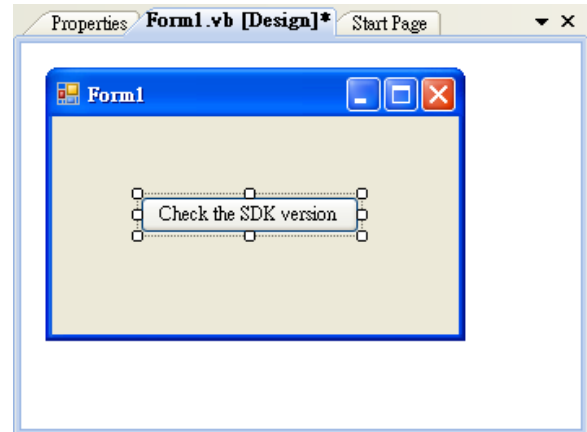 Properties Form1.vb [Design]* Start Page
Form1
Check the SDK version